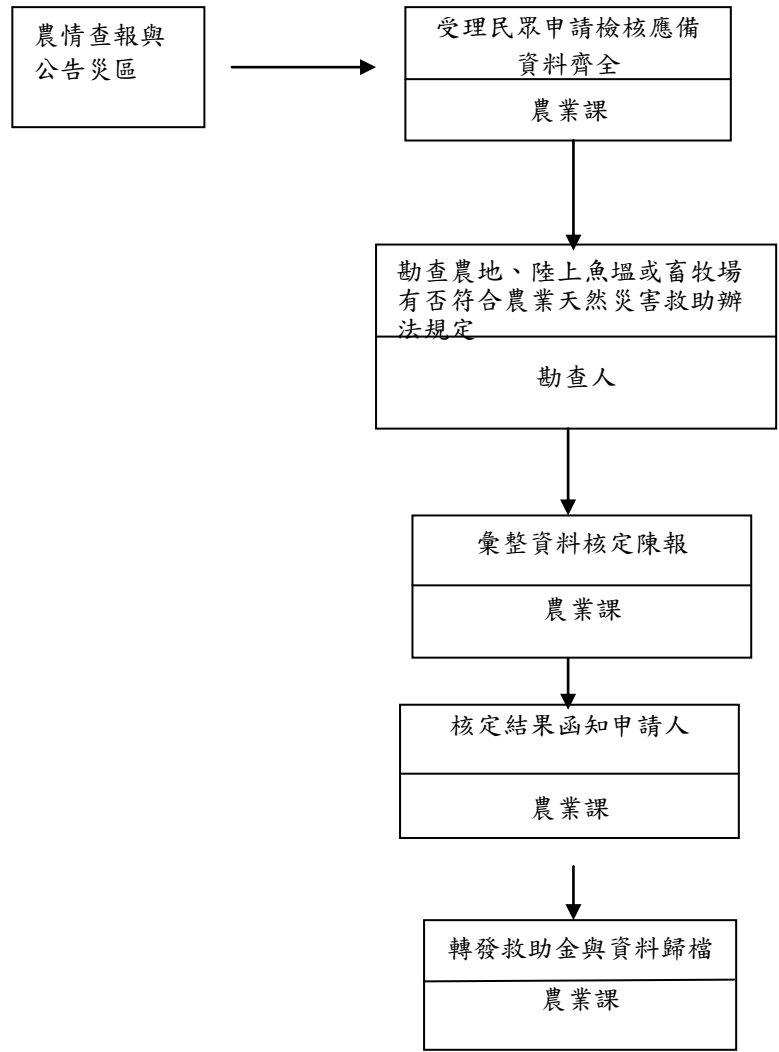 農情查報與
公告災區
受理民眾申請檢核應備
資料齊全
農業課
勘查農地、陸上魚塭或畜牧場
有否符合農業天然災害救助辦
法規定
勘查人
彙整資料核定陳報
農業課
核定結果函知申請人
農業課
轉發救助金與資料歸檔
農業課